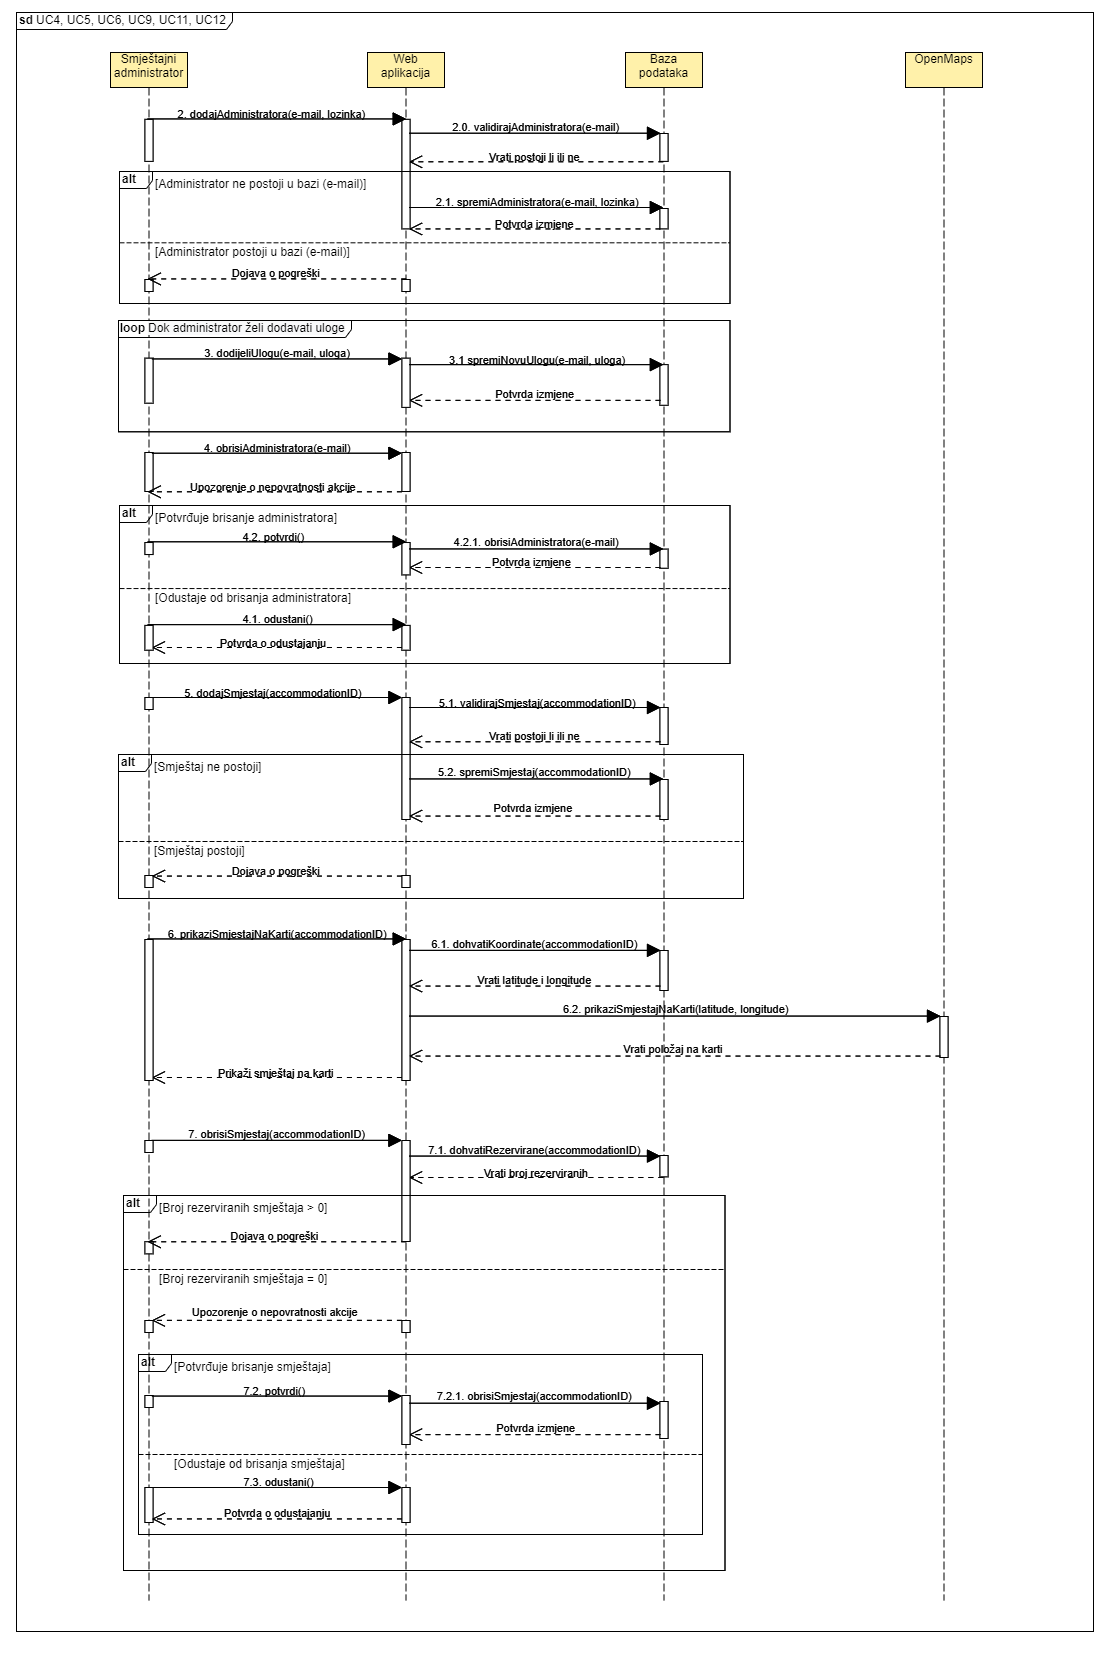 sd UC4, UC5, UC6, UC9, UC11, UC12
Smještajni
administrator
Web
aplikacija
Baza
podataka
OpenMaps
2. dodajAdministratora(e-mail, lozinka)
2.0. validirajAdministratora(e-mail)
Vrati postoji li ili ne
alt
[Administrator ne postoji u bazi (e-mail)]
2.1. spremiAdministratora(e-mail, lozinka)
Potvrda izmjene
[Administrator postoji u bazi (e-mail)]
Dojava o pogreški
loop Dok administrator želi dodavati uloge
3. dodijeliUlogu(e-mail, uloga)
3.1 spremiNovuUlogu(e-mail, uloga)
Potvrda izmjene
4. obrisiAdministratora(e-mail)
Upozorenje o nepovratnosti akcije
alt
[Potvrđuje brisanje administratora]
4.2. potvrdi()
4.2.1. obrisiAdministratora(e-mail)
Potvrda izmjene
[Odustaje od brisanja administratora]
4.1. odustani()
Potvrda o odustajanju
5. dodajSmjestaj(accommodationID)
5.1. validirajSmjestaj(accommodationID)
Vrati postoji li ili ne
alt
[Smještaj ne postoji]
5.2. spremiSmjestaj(accommodationID)
Potvrda izmjene
[Smještaj postoji]
Dojava o pogreški
6. prikaziSmjestajNaKarti(accommodationID)
6.1. dohvatiKoordinate(accommodationID)
Vrati latitude i longitude
6.2. prikaziSmjestajNaKarti(latitude, longitude)
Vrati položaj na karti
Prikaži smještaj na karti
7. obrisiSmjestaj(accommodationID)
7.1. dohvatiRezervirane(accommodationID)
Vrati broj rezerviranih
alt
[Broj rezerviranih smještaja > 0]
Dojava o pogreški
[Broj rezerviranih smještaja = 0]
Upozorenje o nepovratnosti akcije
alt
[Potvrđuje brisanje smještaja]
7.2. potvrdi()
7.2.1. obrisiSmjestaj(accommodationID)
Potvrda izmjene
[Odustaje od brisanja smještaja]
7.3. odustani()
Potvrda o odustajanju